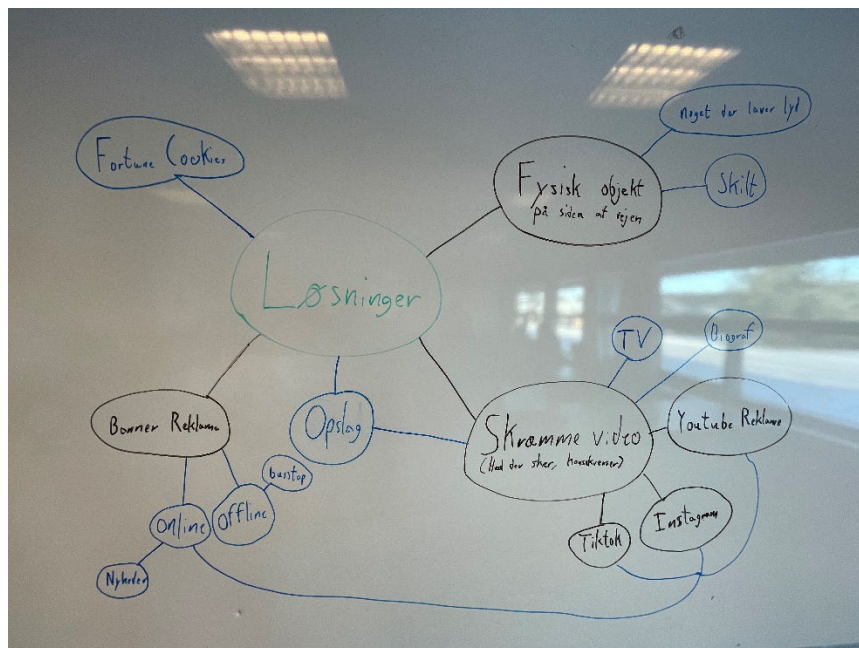 noget der laver lyd
Fortune Cookies
Fysisk objekt
på siden af vejen
Skilt
Løsninger
TV
Biograf
Banner Reklame
Opslag
Skræmme video
(Hvad der sker, konsekvenser)
Youtube Reklame
busstop
Online
Offline
Tiktok
Instagram
Nyheder